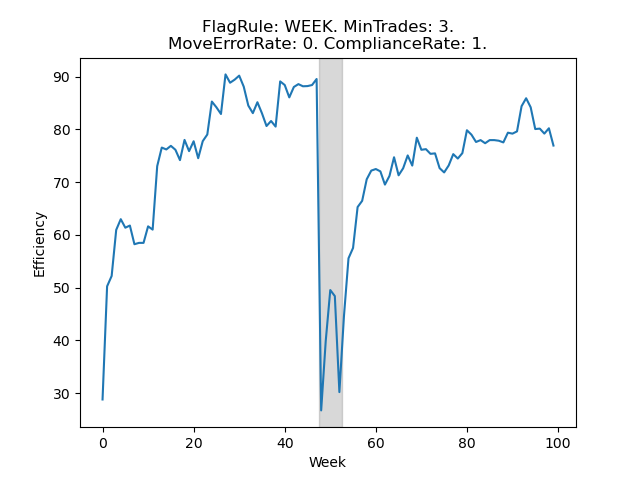 FlagRule: WEEK. MinTrades: 3.
MoveErrorRate: 0. ComplianceRate: 1.
90
80
70
60
50
40
30
Efficiency
0 20 40 60 80 100
Week